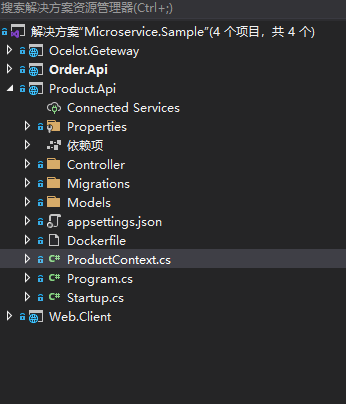 搜索解决方案资源管理器(Ctrl+;)
解决方案"Microservice.Sample"(4 个项目，共 4 个)
Ocelot.Geteway
Order.Api
Product.Api
Connected Services
Properties
依赖项
Controller
Migrations
Models
appsettings.json
Dockerfile
C# ProductContext.cs
C# Program.cs
C# Startup.cs
Web.Client